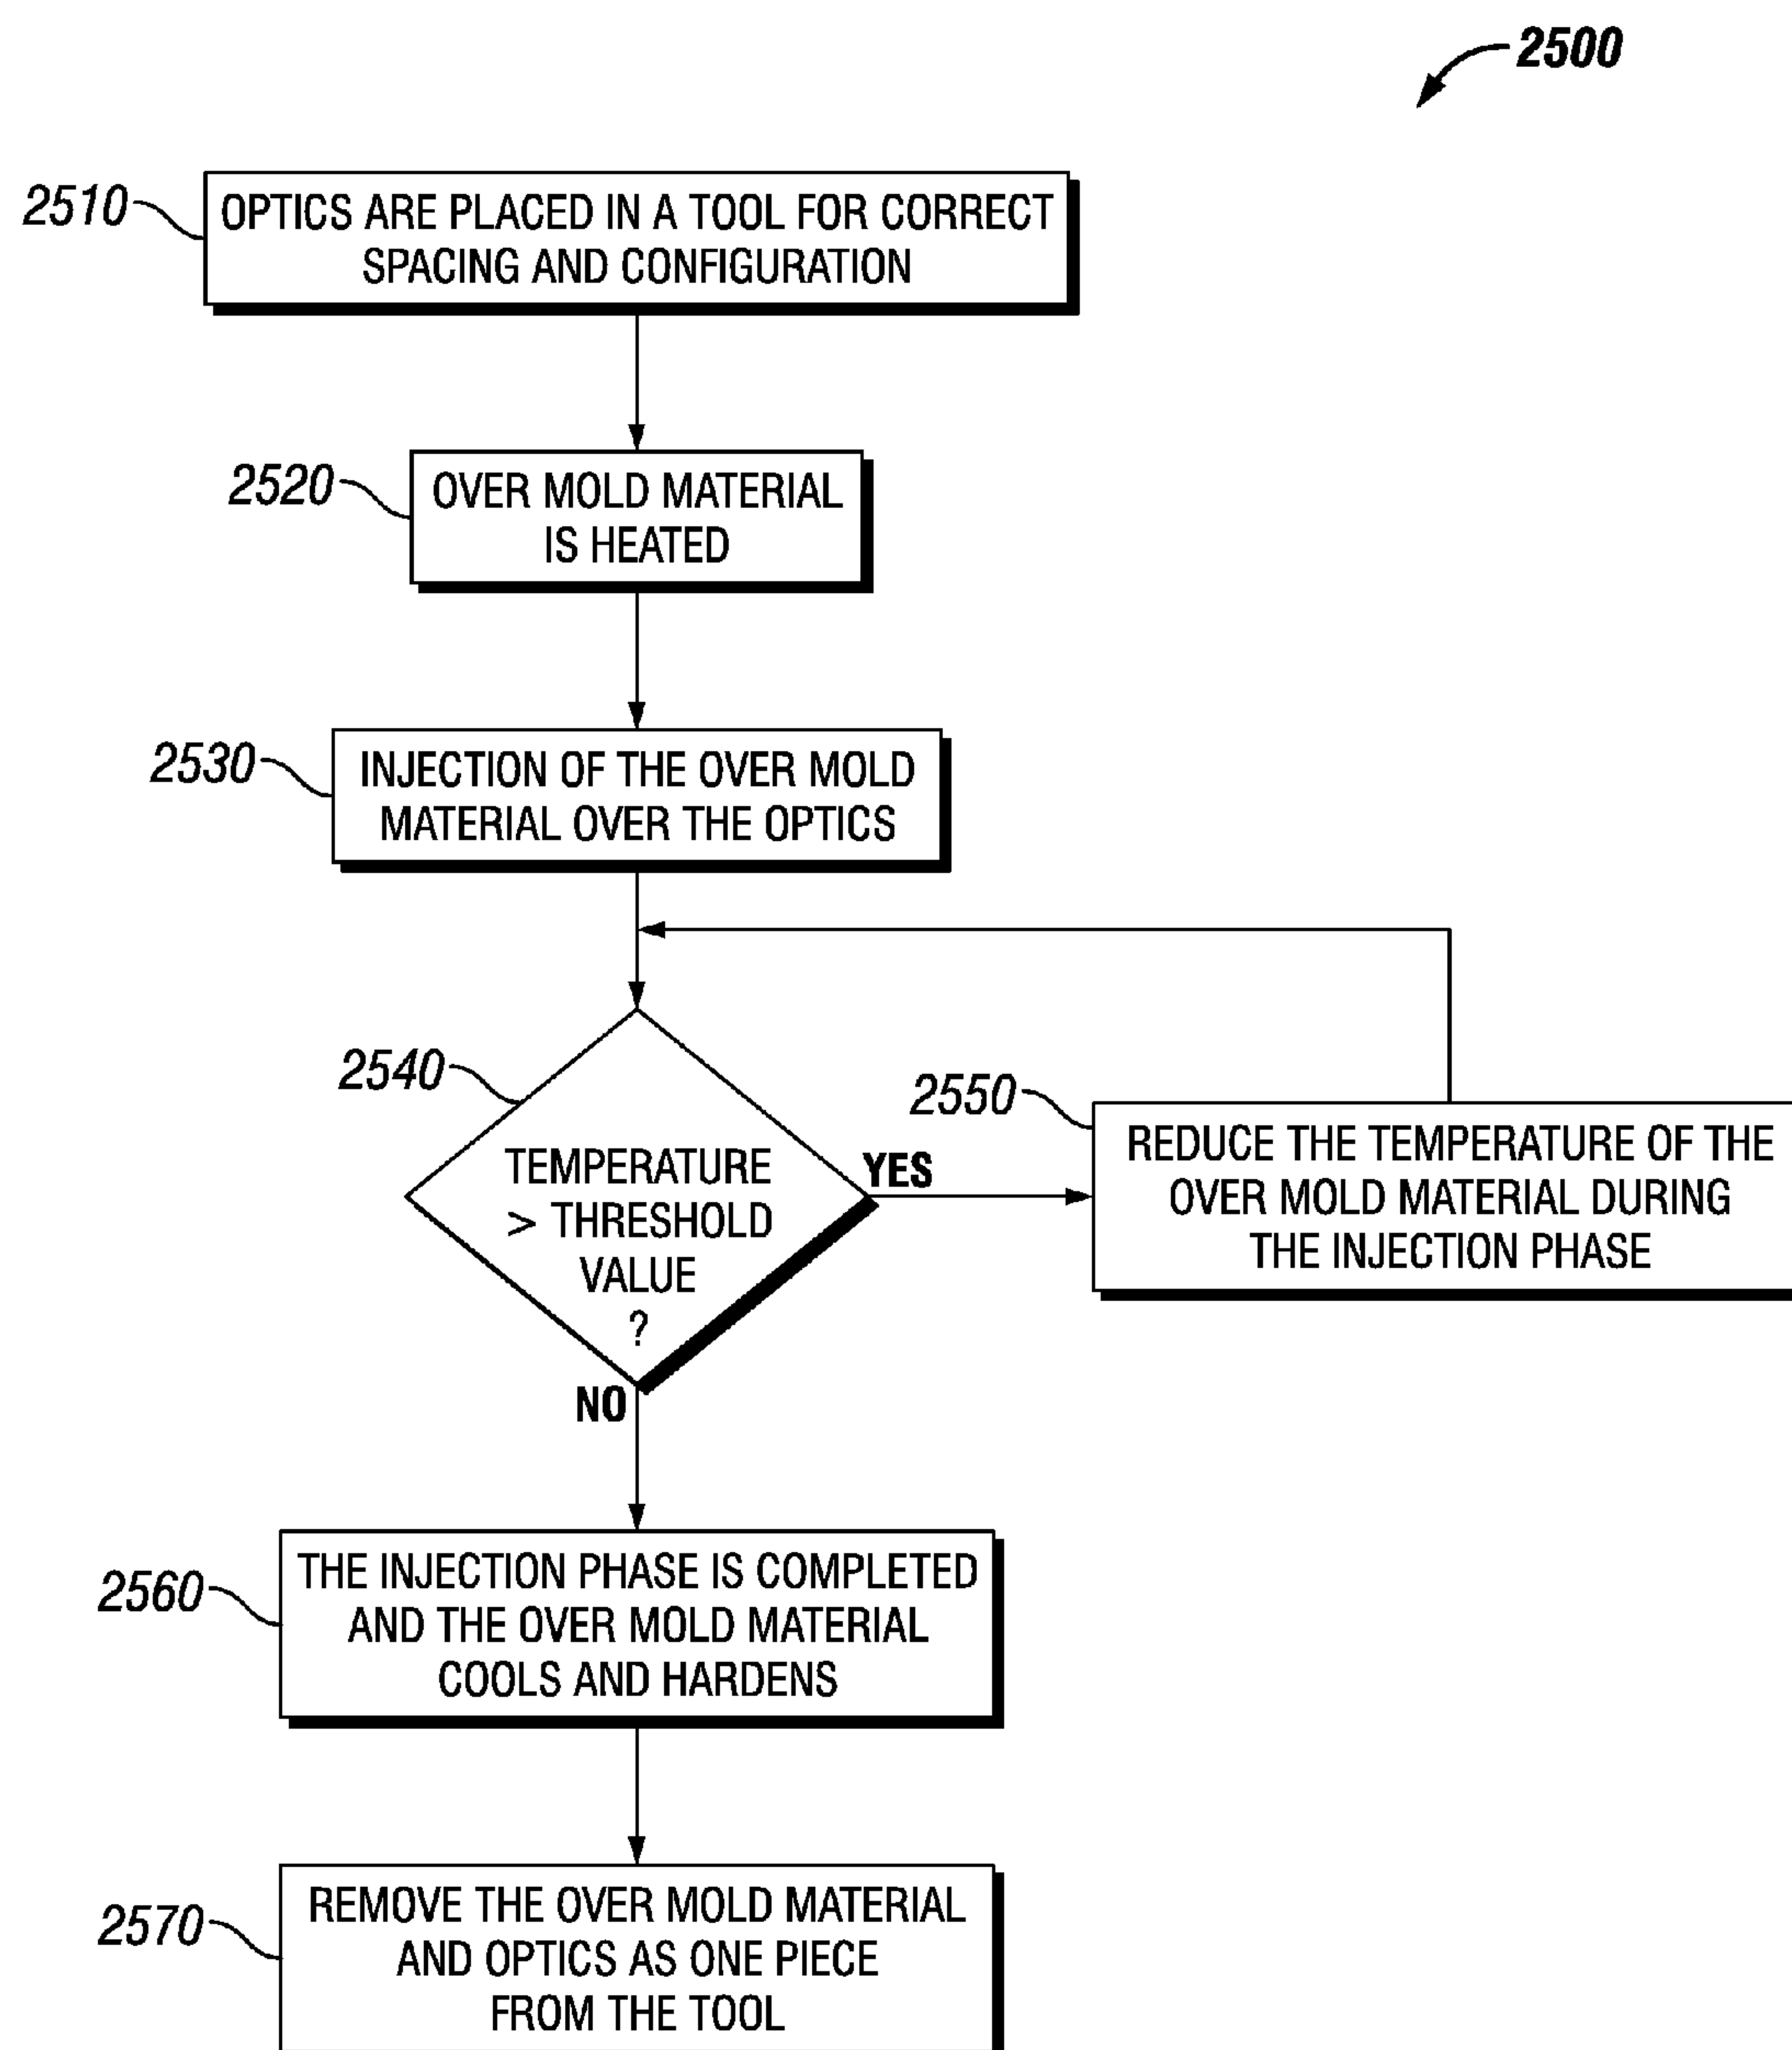 2500
2510
OPTICS ARE PLACED IN A TOOL FOR CORRECT
SPACING AND CONFIGURATION
2520
OVER MOLD MATERIAL
IS HEATED
2530
INJECTION OF THE OVER MOLD
MATERIAL OVER THE OPTICS
2540
TEMPERATURE
> THRESHOLD
VALUE
?
YES
NO
2550
REDUCE THE TEMPERATURE OF THE
OVER MOLD MATERIAL DURING
THE INJECTION PHASE
2560
THE INJECTION PHASE IS COMPLETED
AND THE OVER MOLD MATERIAL
COOLS AND HARDENS
2570
REMOVE THE OVER MOLD MATERIAL
AND OPTICS AS ONE PIECE
FROM THE TOOL